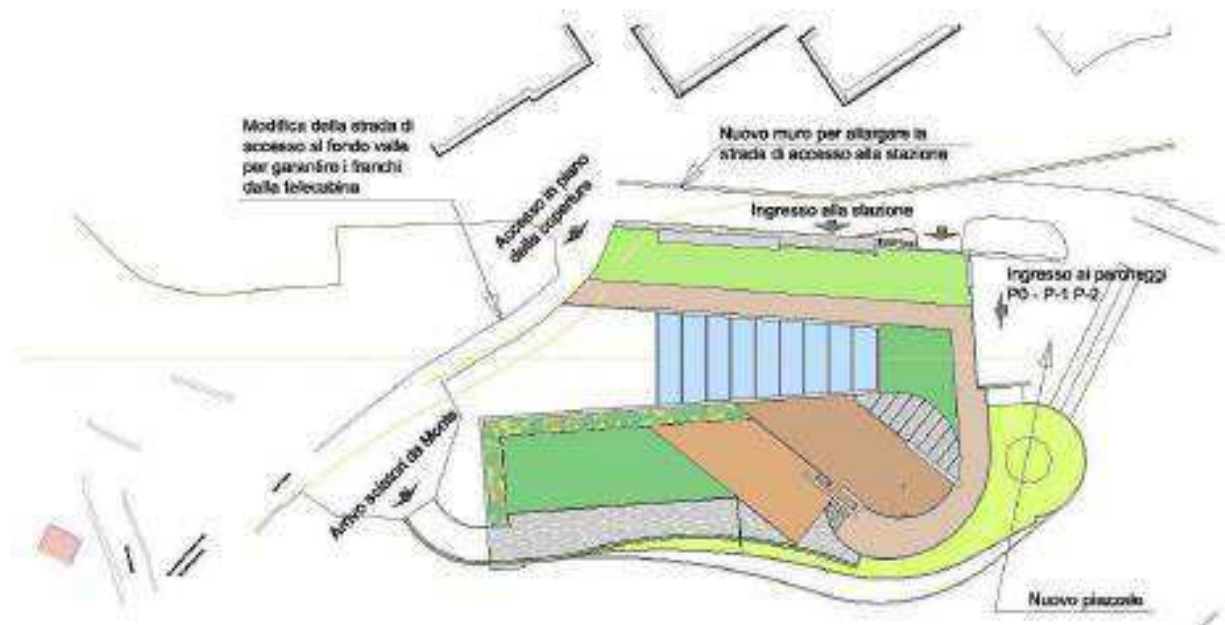 Modifica della strada di
accesso al fondo valle
per garantire i franchi
dalla telecabina
Accesso in piano
della copertura
Nuovo muro per allargare la
strada di accesso alla stazione
Ingresso alla stazione
Ingresso ai parcheggi
P0 - P-1 P-2
Arrivo sciatori da Monte
Nuovo piazzale